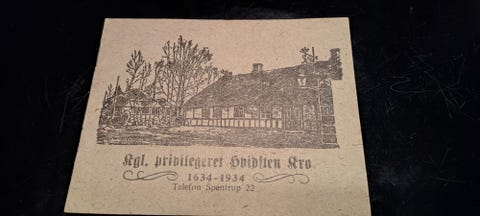 Kgl. privilegeret Hvidsten Kro.
1634-1934
Telefon Spentrup 22